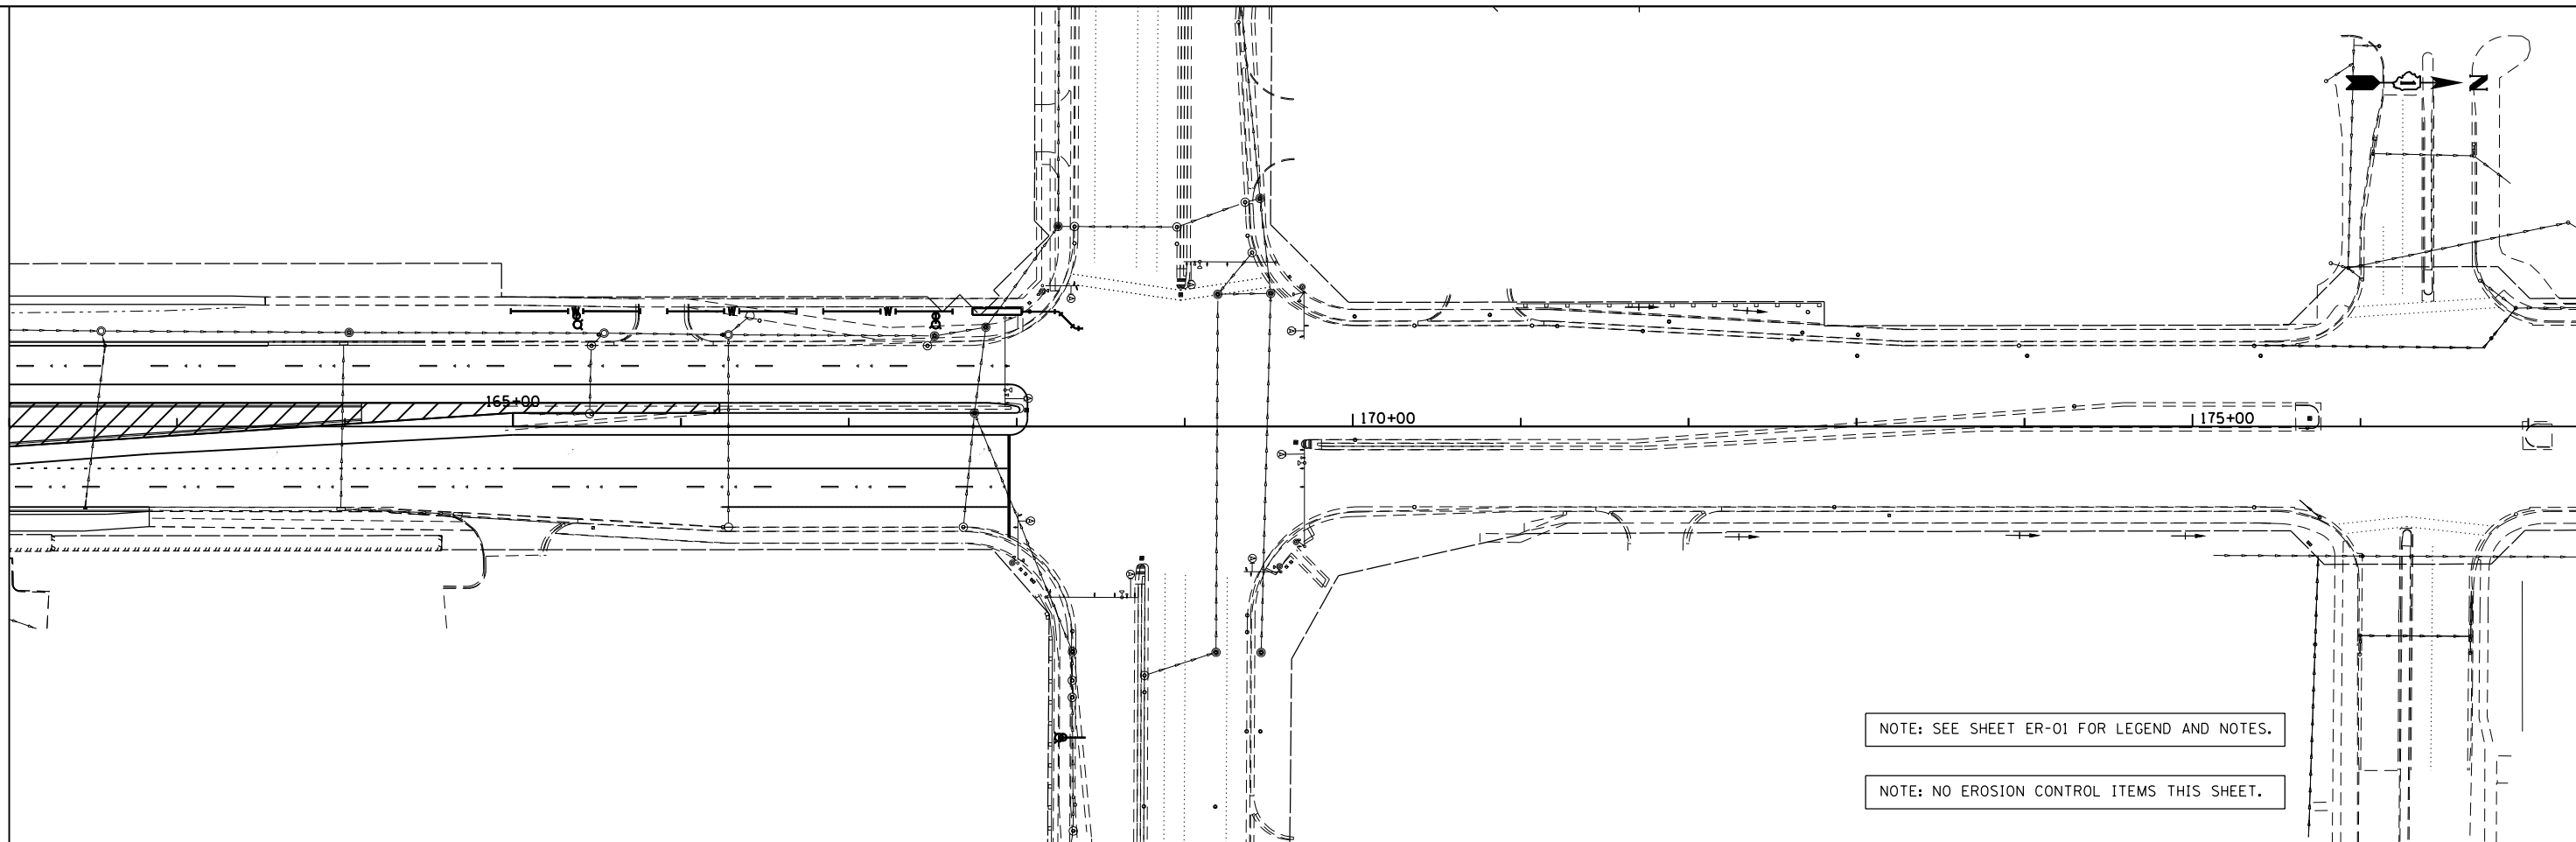 N
W
W
W
165+00
170+00
175+00
NOTE: SEE SHEET ER-01 FOR LEGEND AND NOTES.
NOTE: NO EROSION CONTROL ITEMS THIS SHEET.